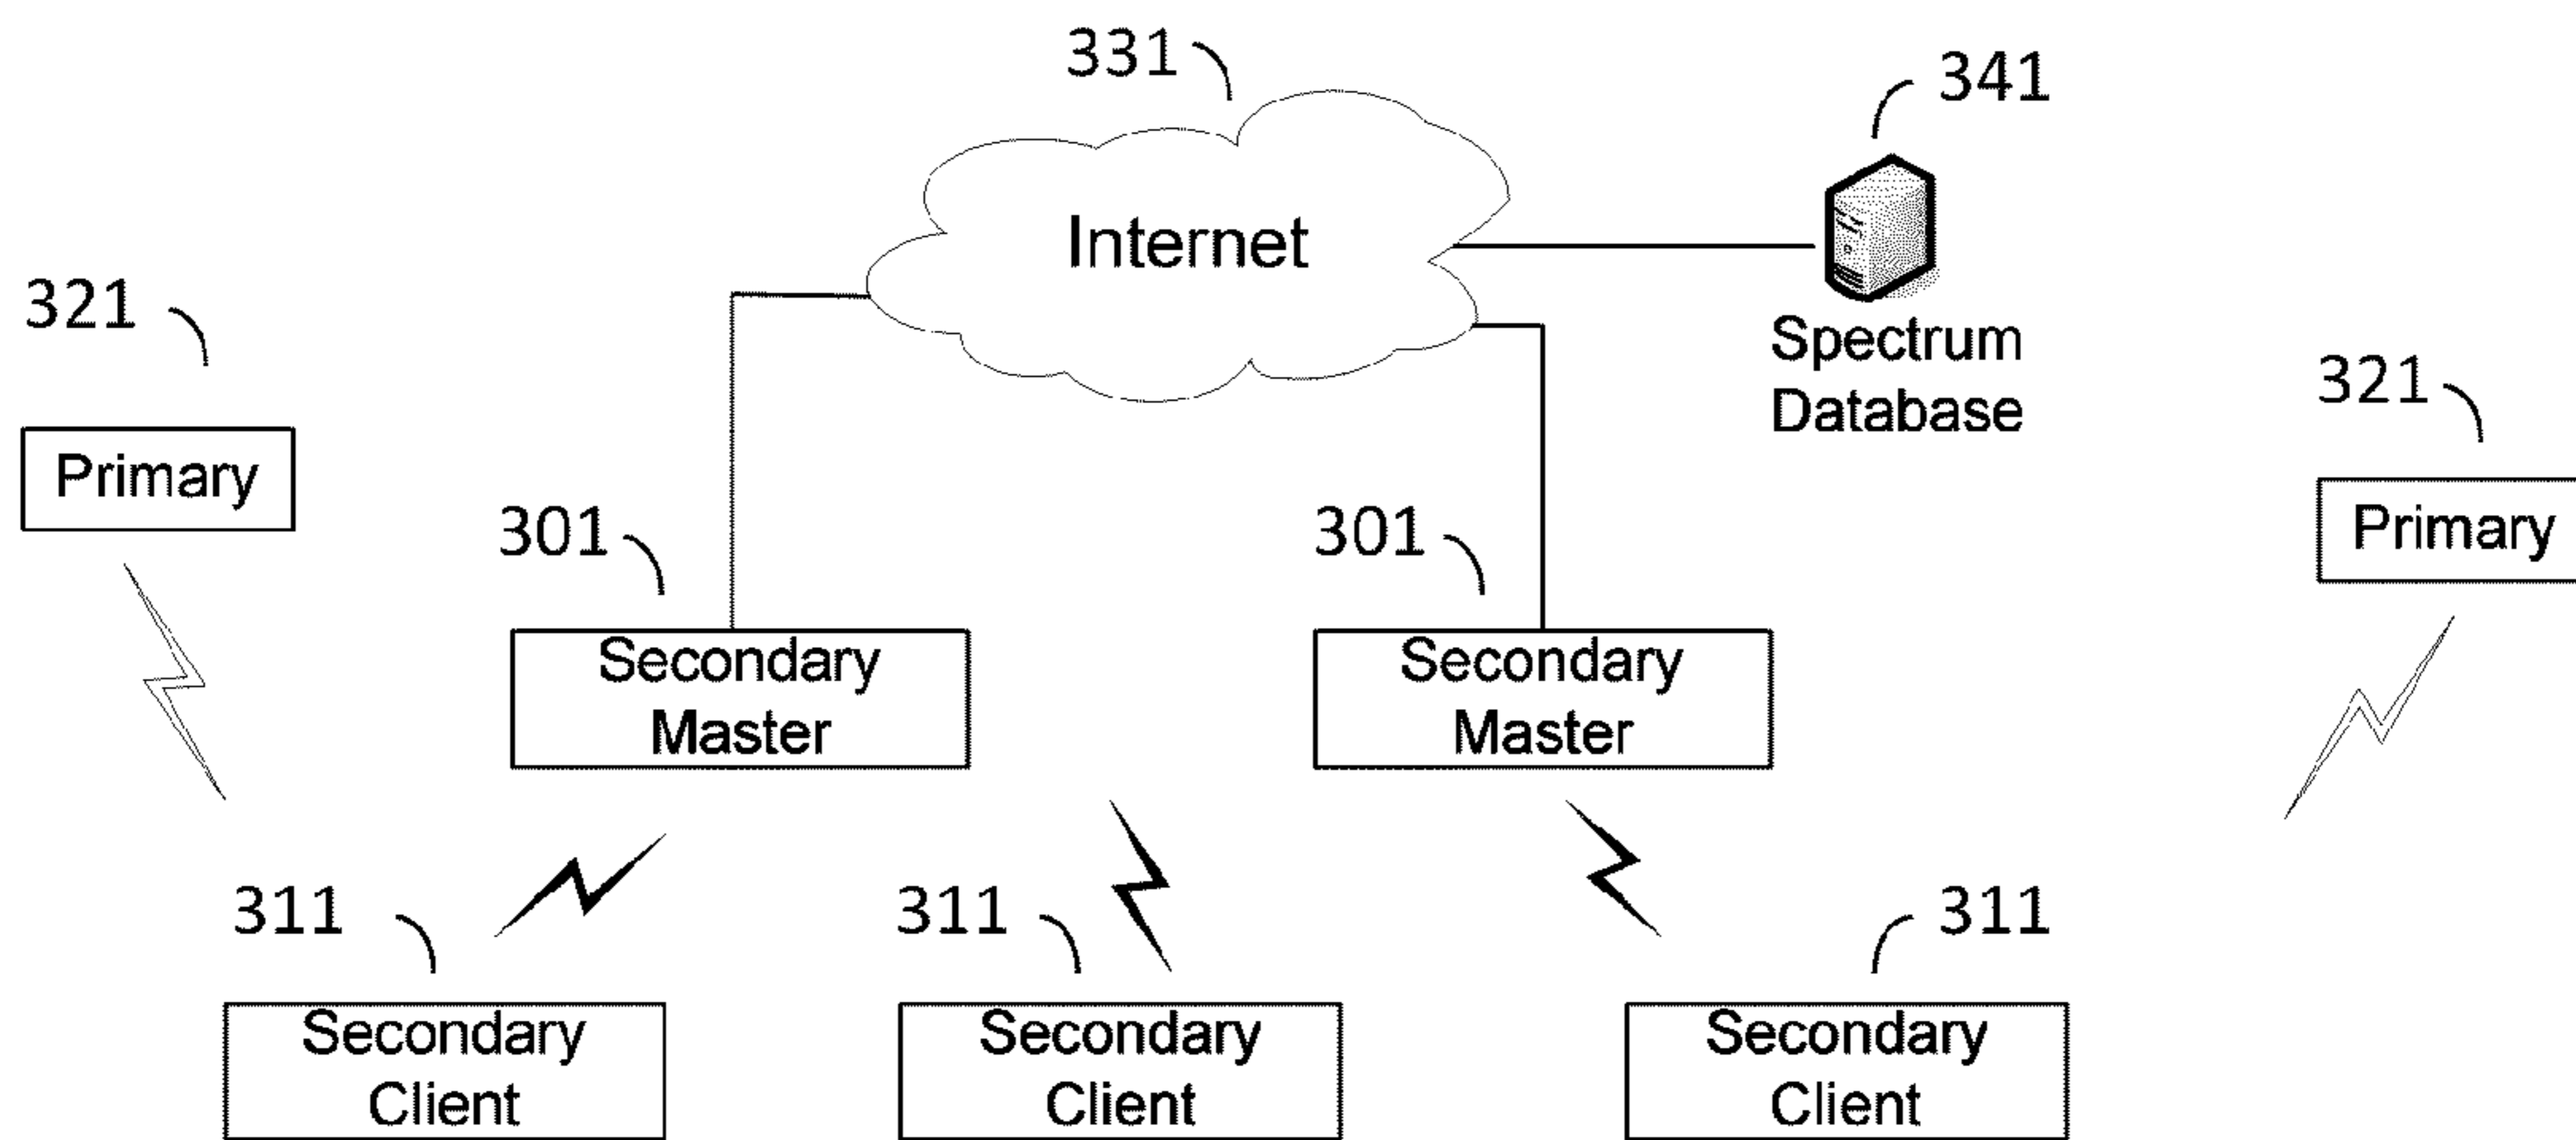 331
341
Internet
321
Spectrum
Database
321
Primary
Primary
301
301
Secondary
Master
Secondary
Master
311
311
311
Secondary
Client
Secondary
Client
Secondary
Client